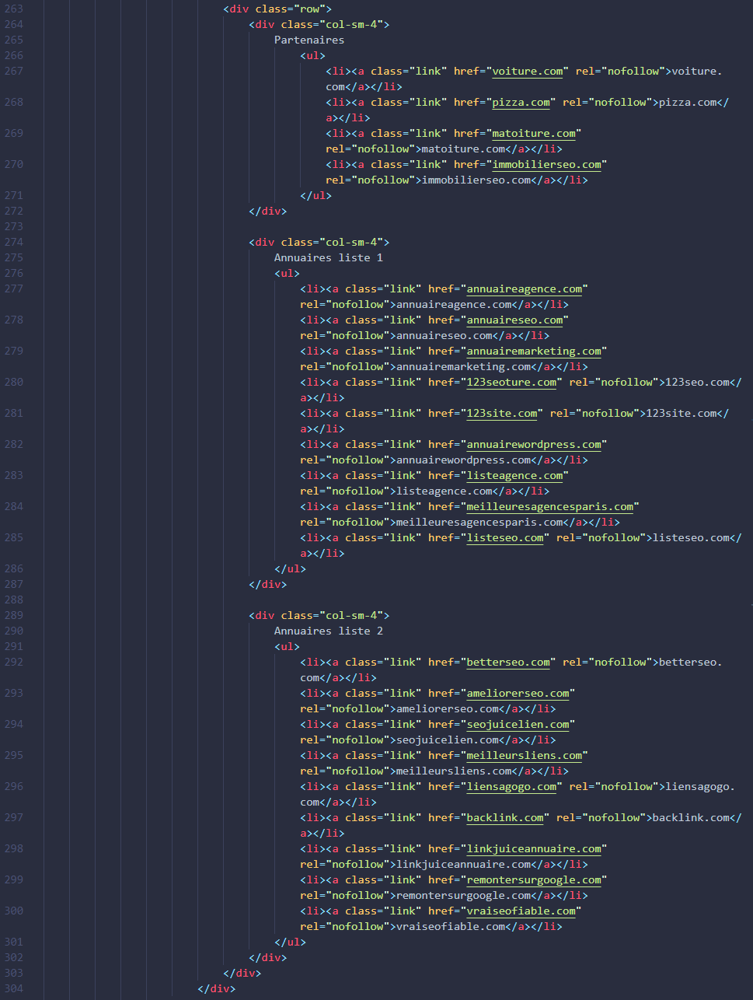 263 <div class="row">
264 <div class="col-sm-4">
265 Partenaires
266 <ul>
267 <li><a class="link" href="voiture.com" rel="nofollow">voiture.
com</a></li>
268 <li><a class="link" href="pizza.com" rel="nofollow">pizza.com</
a></li>
269 <li><a class="link" href="matoiture.com"
rel="nofollow">matoiture.com</a></li>
270 <li><a class="link" href="immobilierseo.com"
rel="nofollow">immobilierseo.com</a></li>
271 </ul>
272 </div>
273
274 <div class="col-sm-4">
275 Annuaires liste 1
276 <ul>
277 <li><a class="link" href="annuaireagence.com"
rel="nofollow">annuaireagence.com</a></li>
278 <li><a class="link" href="annuaireseo.com"
rel="nofollow">annuaireseo.com</a></li>
279 <li><a class="link" href="annuairemarketing.com"
rel="nofollow">annuairemarketing.com</a></li>
280 <li><a class="link" href="123seoture.com" rel="nofollow">123seo.com</
a></li>
281 <li><a class="link" href="123site.com" rel="nofollow">123site.com</
a></li>
282 <li><a class="link" href="annuairewordpress.com"
rel="nofollow">annuairewordpress.com</a></li>
283 <li><a class="link" href="listeagence.com"
rel="nofollow">listeagence.com</a></li>
284 <li><a class="link" href="meilleuresagencesparis.com"
rel="nofollow">meilleuresagencesparis.com</a></li>
285 <li><a class="link" href="listeseo.com" rel="nofollow">listeseo.com</
a></li>
286 </ul>
287 </div>
288
289 <div class="col-sm-4">
290 Annuaires liste 2
291 <ul>
292 <li><a class="link" href="betterseo.com" rel="nofollow">betterseo.
com</a></li>
293 <li><a class="link" href="ameliorerseo.com"
rel="nofollow">ameliorerseo.com</a></li>
294 <li><a class="link" href="seojuicelien.com"
rel="nofollow">seojuicelien.com</a></li>
295 <li><a class="link" href="meilleursliens.com"
rel="nofollow">meilleursliens.com</a></li>
296 <li><a class="link" href="liensagogo.com" rel="nofollow">liensagogo.
com</a></li>
297 <li><a class="link" href="backlink.com" rel="nofollow">backlink.com</
a></li>
298 <li><a class="link" href="linkjuiceannuaire.com"
rel="nofollow">linkjuiceannuaire.com</a></li>
299 <li><a class="link" href="remontersurgoogle.com"
rel="nofollow">remontersurgoogle.com</a></li>
300 <li><a class="link" href="vraiseofiable.com"
rel="nofollow">vraiseofiable.com</a></li>
301 </ul>
302 </div>
303 </div>
304 </div>